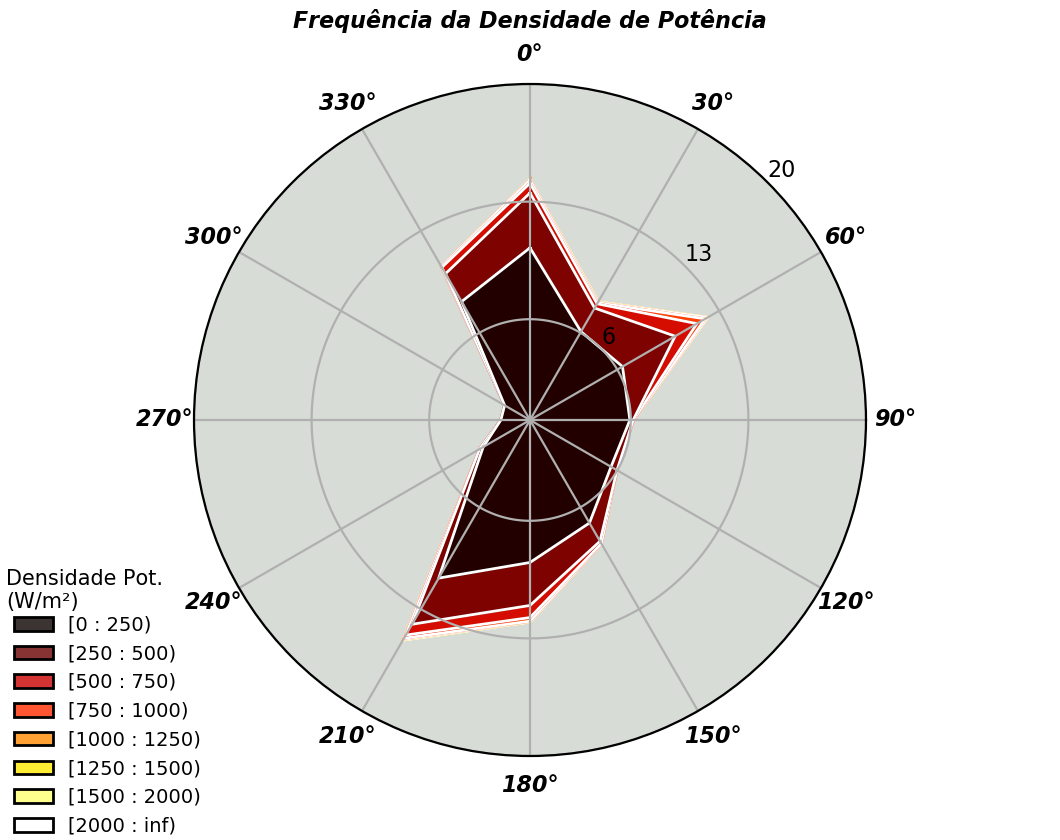 Frequência da Densidade de Potência
0°
330°
30°
20
300°
60°
13
6
270°
90°
Densidade Pot.
(W/m²)
240°
120°
[0 : 250)
[250 : 500)
[500 : 750)
[750 : 1000)
210°
150°
[1000 : 1250)
[1250 : 1500)
180°
[1500 : 2000)
[2000 : inf)